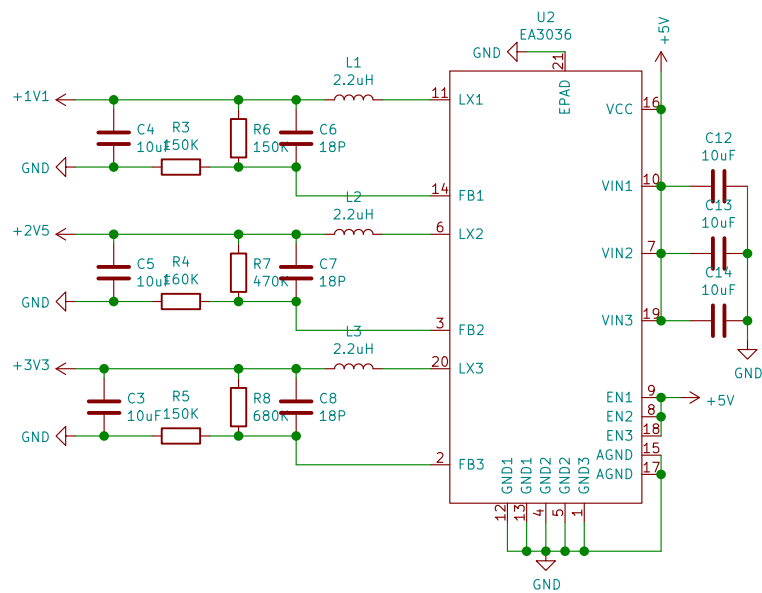 U2
EA3036
+5V
GND
21
EPAD
L1
2.2uH
+1V1
11
LX1
VCC
16
C4
10uF
R3
150K
R6
150K
C6
18P
GND
C12
10uF
14
FB1
VIN1
10
L2
2.2uH
C13
10uF
+2V5
6
LX2
VIN2
7
C5
10uF
R4
160K
R7
470K
C7
18P
C14
10uF
GND
3
FB2
VIN3
19
L3
2.2uH
+3V3
20
LX3
GND
C3
10uF
R5
150K
R8
680K
C8
18P
EN1
9
+5V
EN2
8
GND
EN3
18
AGND
15
2
FB3
AGND
17
GND1
GND1
GND2
GND2
GND3
12
13
4
5
1
GND